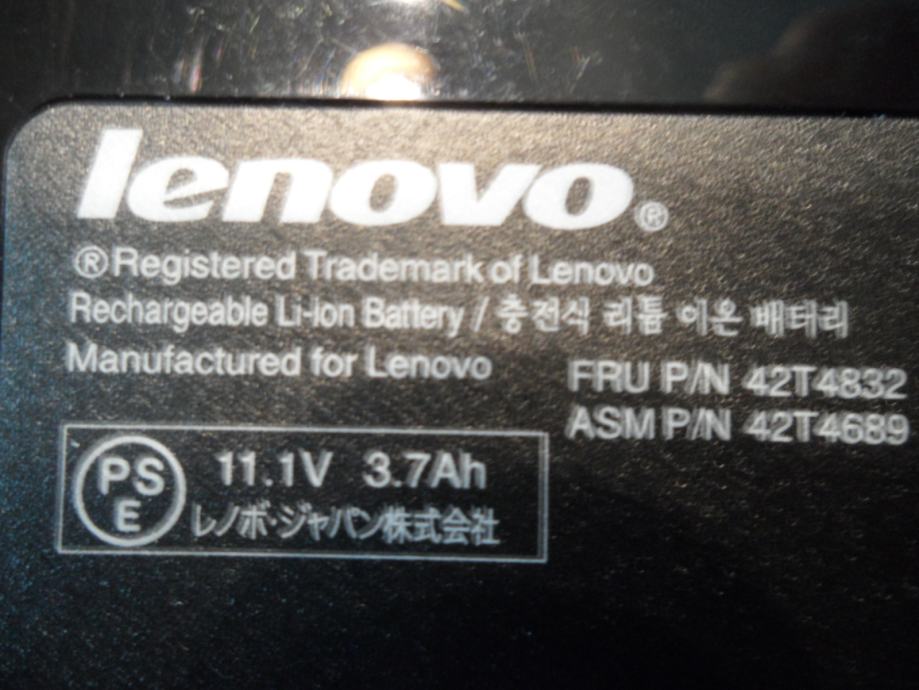 lenovo®
®Registered Trademark of Lenovo
Rechargeable Li-ion Battery / 충전식 리튬 이온 배터리
Manufactured for Lenovo
FRU P/N 42T4832
ASM P/N 42T4689
PS
E
11.1V 3.7Ah
レノボ・ジャパン株式会社